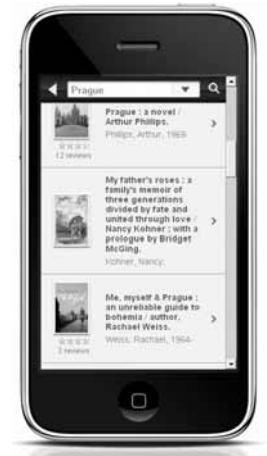 Prague
Prague : a novel /
Arthur Phillips.
Phillips, Arthur, 1969-
12 reviews
My father's roses : a
family's memoir of
three generations
divided by fate and
united through love /
Nancy Kohner ; with a
prologue by Bridget
McGing.
Kohner, Nancy.
Me, myself & Prague :
an unreliable guide to
bohemia / author,
Rachael Weiss.
Weiss, Rachael, 1964-
2 reviews